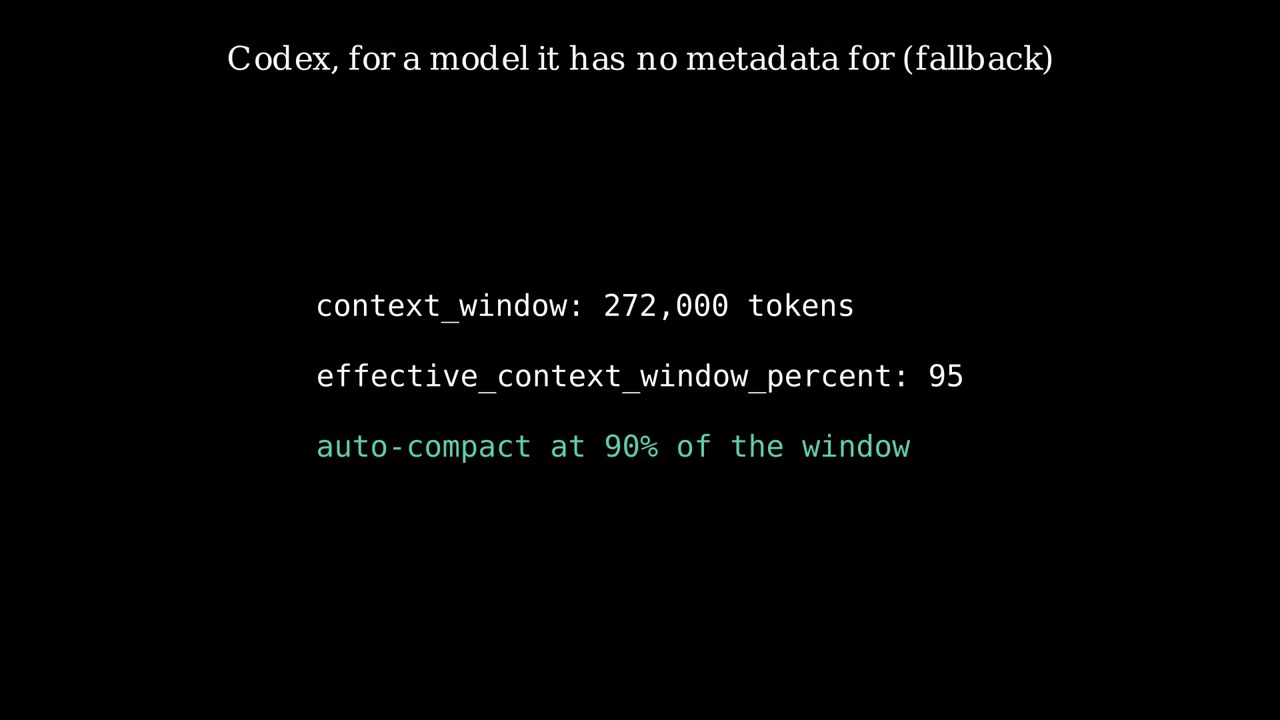 Codex, for a model it has no metadata for (fallback)
context_window: 272,000 tokens
effective_context_window_percent: 95
auto-compact at 90% of the window